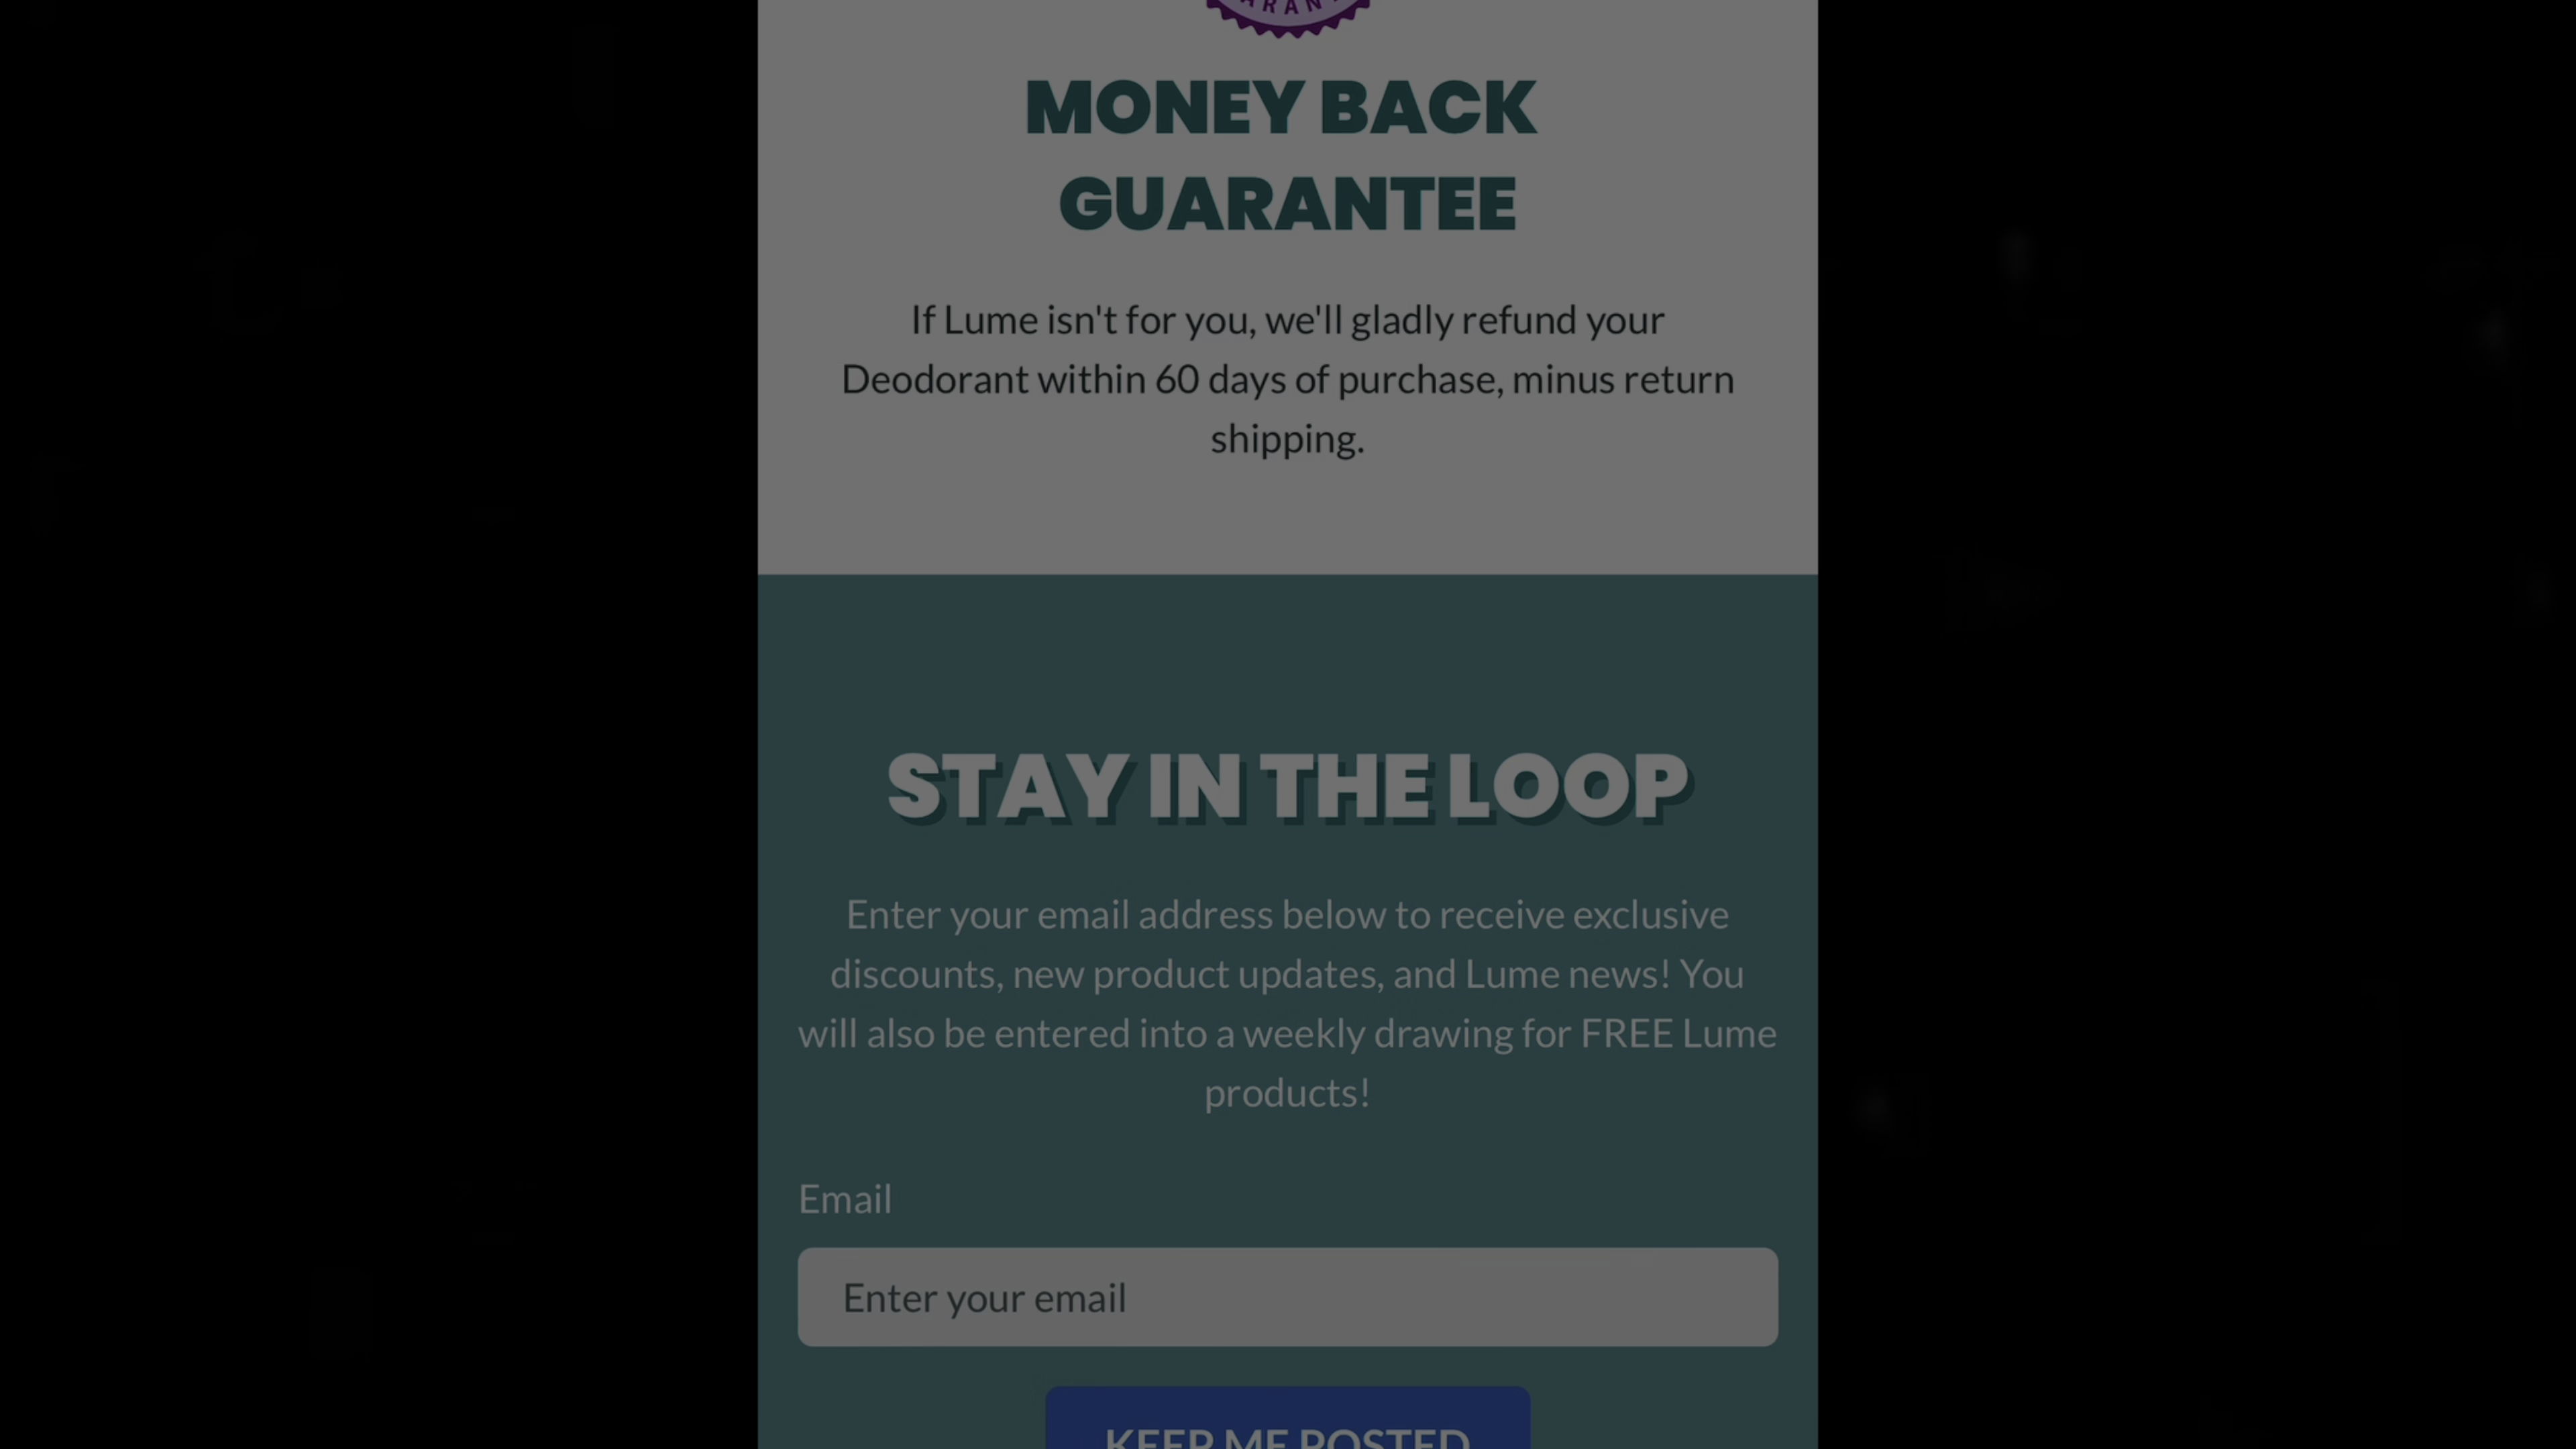 MONEY BACK
GUARANTEE
If Lume isn't for you, we'll gladly refund your
Deodorant within 60 days of purchase, minus return
shipping.
STAY IN THE LOOP
Enter your email address below to receive exclusive
discounts, new product updates, and Lume news! You
will also be entered into a weekly drawing for FREE Lume
products!
Email
Enter your email
KEEP ME POSTED